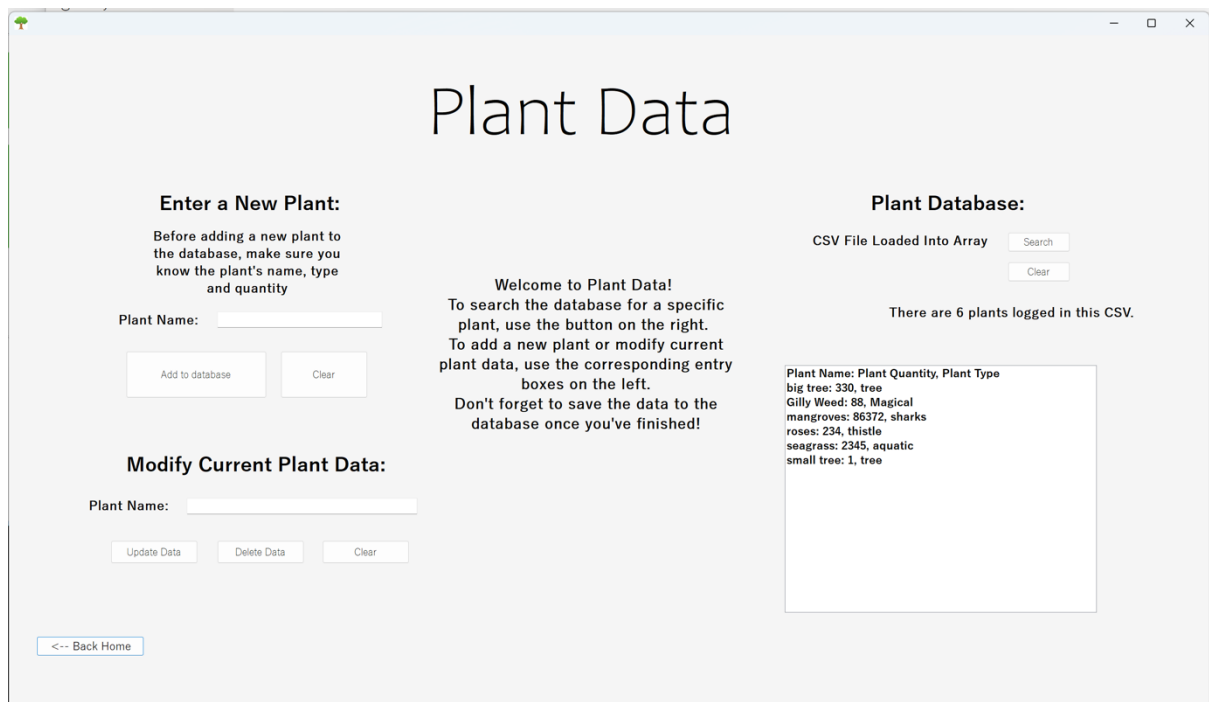 Plant Data
Enter a New Plant:
Before adding a new plant to
the database, make sure you
know the plant's name, type
and quantity
Plant Name:
Add to database
Clear
Modify Current Plant Data:
Plant Name:
Update Data
Delete Data
Clear
<-- Back Home
Welcome to Plant Data!
To search the database for a specific
plant, use the button on the right.
To add a new plant or modify current
plant data, use the corresponding entry
boxes on the left.
Don't forget to save the data to the
database once you've finished!
Plant Database:
CSV File Loaded Into Array
Search
Clear
There are 6 plants logged in this CSV.
Plant Name: Plant Quantity, Plant Type
big tree: 330, tree
Gilly Weed: 88, Magical
mangroves: 86372, sharks
roses: 234, thistle
seagrass: 2345, aquatic
small tree: 1, tree